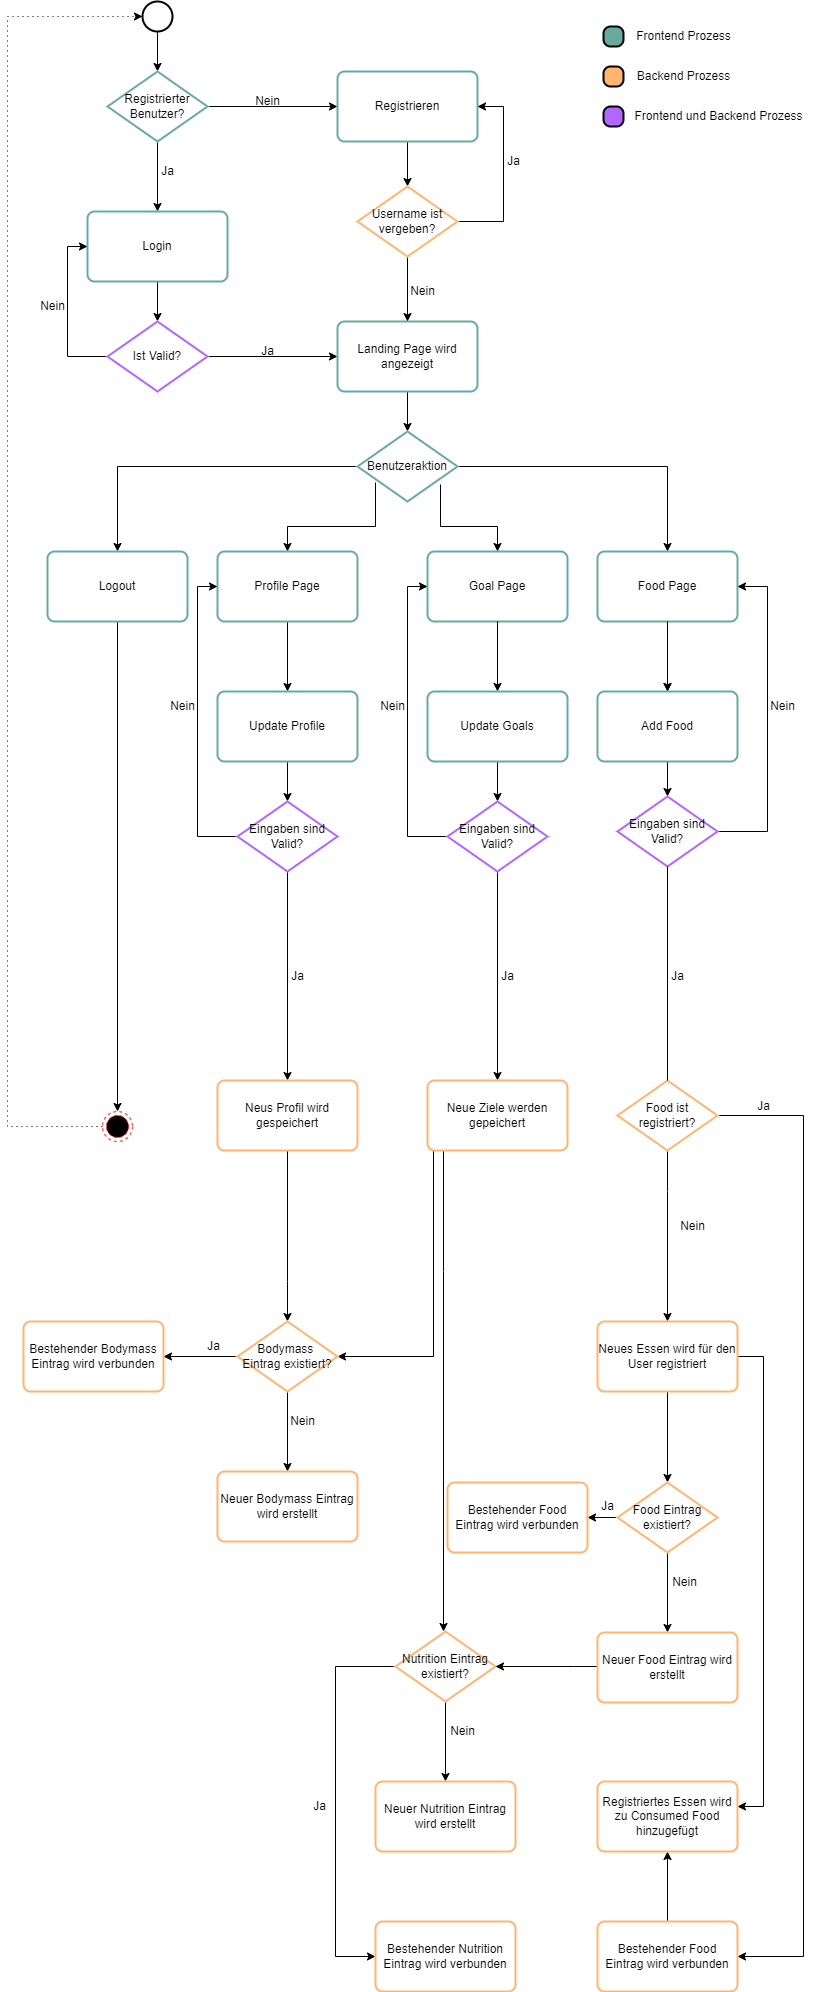 Frontend Prozess
Backend Prozess
Frontend und Backend Prozess
Registrierter
Benutzer?
Nein
Registrieren
Ja
Ja
Username ist
vergeben?
Login
Nein
Nein
Ist Valid?
Ja
Landing Page wird
angezeigt
Benutzeraktion
Logout
Profile Page
Goal Page
Food Page
Nein
Update Profile
Nein
Update Goals
Add Food
Nein
Eingaben sind
Valid?
Eingaben sind
Valid?
Eingaben sind
Valid?
Ja
Ja
Ja
Neus Profil wird
gespeichert
Neue Ziele werden
gepeichert
Food ist
registriert?
Ja
Nein
Bestehender Bodymass
Eintrag wird verbunden
Ja
Bodymass
Eintrag existiert?
Neues Essen wird für den
User registriert
Nein
Neuer Bodymass Eintrag
wird erstellt
Bestehender Food
Eintrag wird verbunden
Ja
Food Eintrag
existiert?
Nein
Nutrition Eintrag
existiert?
Neuer Food Eintrag wird
erstellt
Nein
Ja
Neuer Nutrition Eintrag
wird erstellt
Registriertes Essen wird
zu Consumed Food
hinzugefügt
Bestehender Nutrition
Eintrag wird verbunden
Bestehender Food
Eintrag wird verbunden